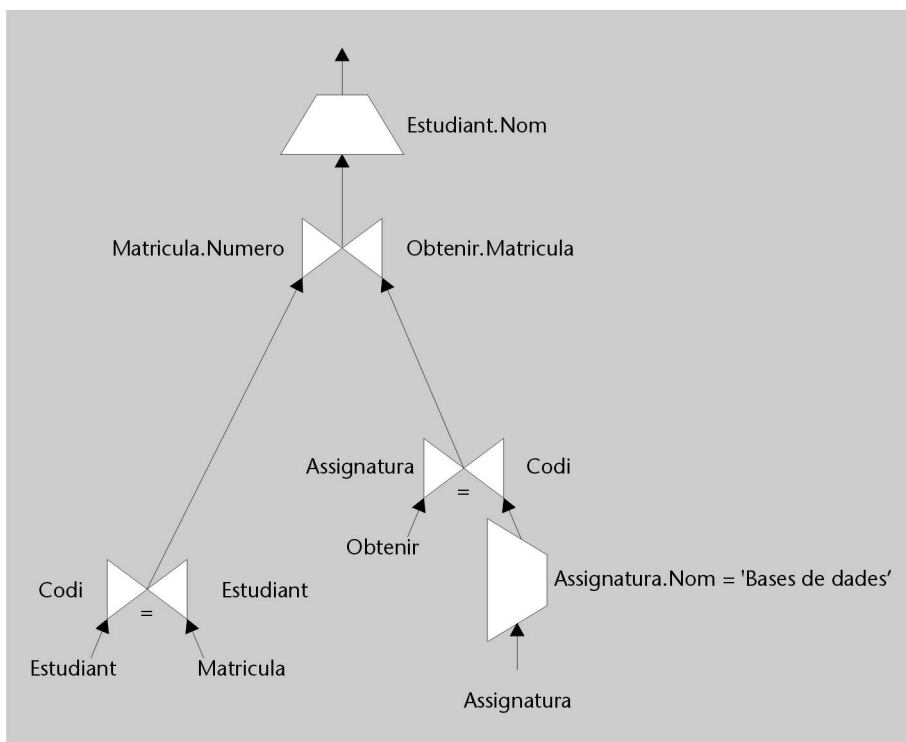 Estudiant.Nom
Matricula.Numero
Obtenir.Matricula
Assignatura
Codi
=
Obtenir
Assignatura.Nom = 'Bases de dades’
Codi
Estudiant
=
Estudiant
Matricula
Assignatura